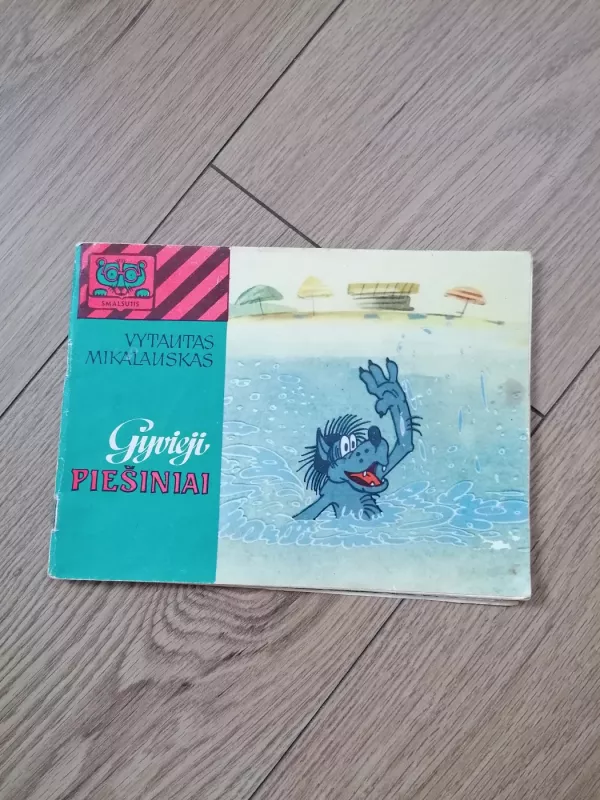 SMALSUTIS
VYTAUTAS
MIKALAUSKAS
Gyvieji
PIEŠINIAI